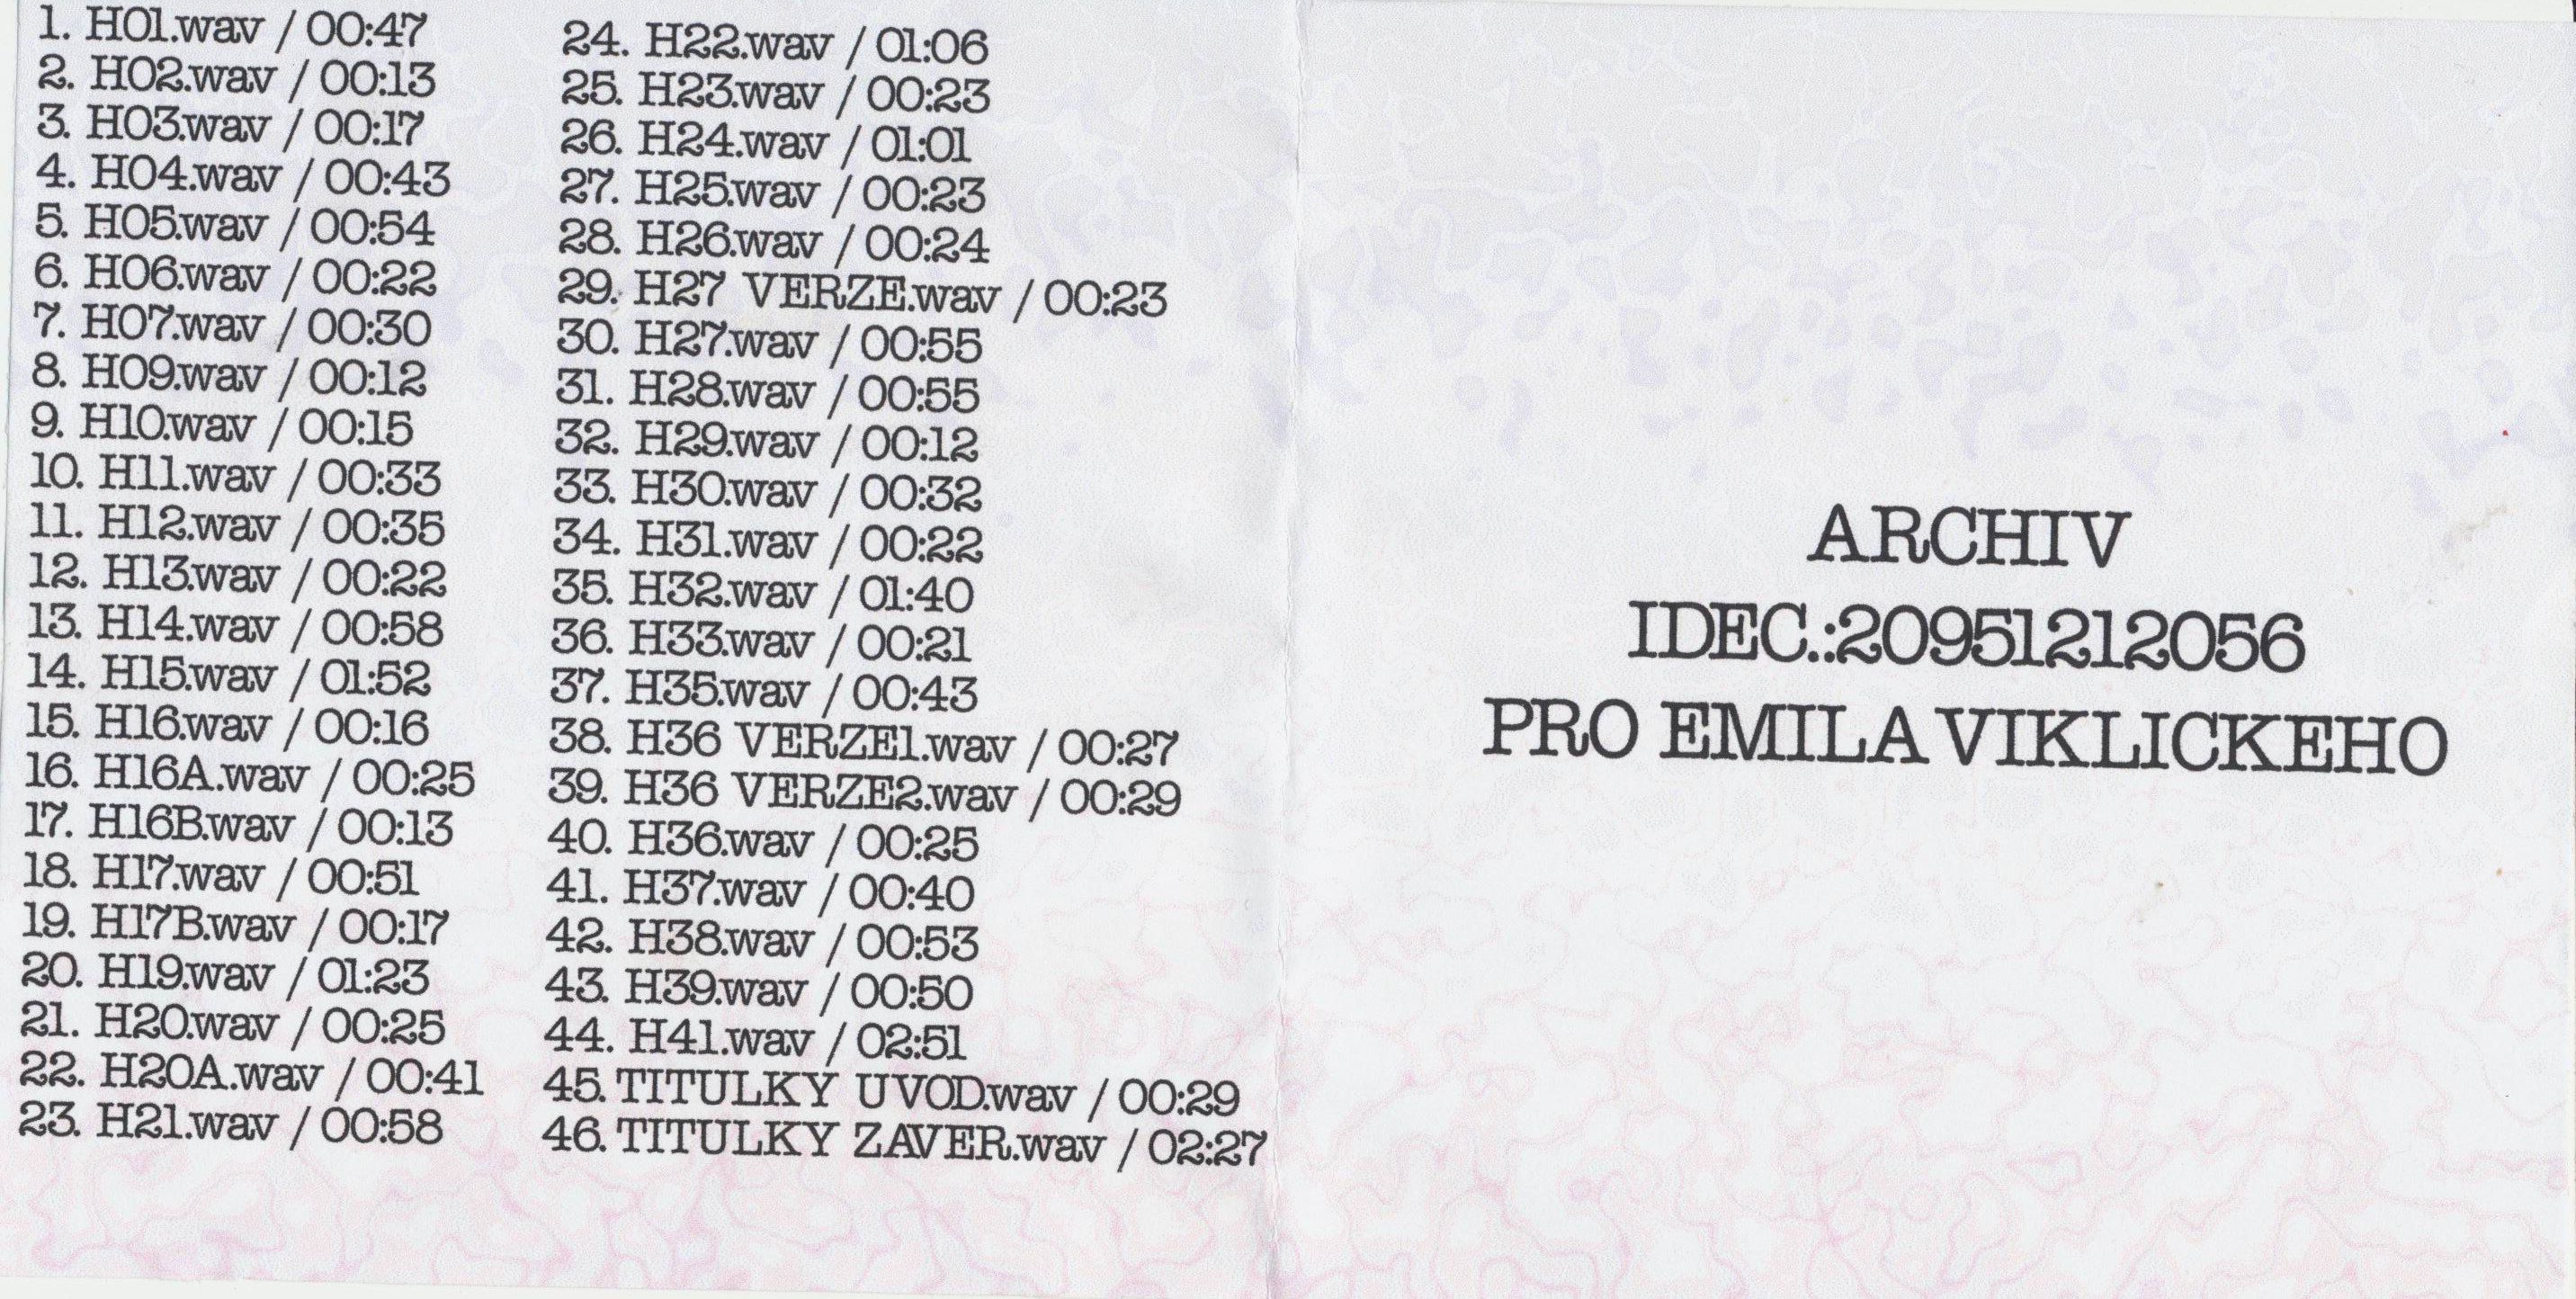 1. H01.wav / 00:47
2. H02.wav / 00:13
3. H03.wav / 00:17
4. H04.wav / 00:43
5. H05.wav / 00:54
6. H06.wav / 00:22
7. H07.wav / 00:30
8. H09.wav / 00:12
9. H10.wav / 00:15
10. H11.wav / 00:33
11. H12.wav / 00:35
12. H13.wav / 00:22
13. H14.wav / 00:58
14. H15.wav / 01:52
15. H16.wav / 00:16
16. H16A.wav / 00:25
17. H16B.wav / 00:13
18. H17.wav / 00:51
19. H17B.wav / 00:17
20. H19.wav / 01:23
21. H20.wav / 00:25
22. H20A.wav / 00:41
23. H21.wav / 00:58
24. H22.wav / 01:06
25. H23.wav / 00:23
26. H24.wav / 01:01
27. H25.wav / 00:23
28. H26.wav / 00:24
29. H27 VERZE.wav / 00:23
30. H27.wav / 00:55
31. H28.wav / 00:55
32. H29.wav / 00:12
33. H30.wav / 00:32
34. H31.wav / 00:22
35. H32.wav / 01:40
36. H33.wav / 00:21
37. H35.wav / 00:43
38. H36 VERZE1.wav / 00:27
39. H36 VERZE2.wav / 00:29
40. H36.wav / 00:25
41. H37.wav / 00:40
42. H38.wav / 00:53
43. H39.wav / 00:50
44. H41.wav / 02:51
45. TITULKY UVOD.wav / 00:29
46. TITULKY ZAVER.wav / 02:27
ARCHIV
IDEC.:20951212056
PRO EMILA VIKLICKEHO